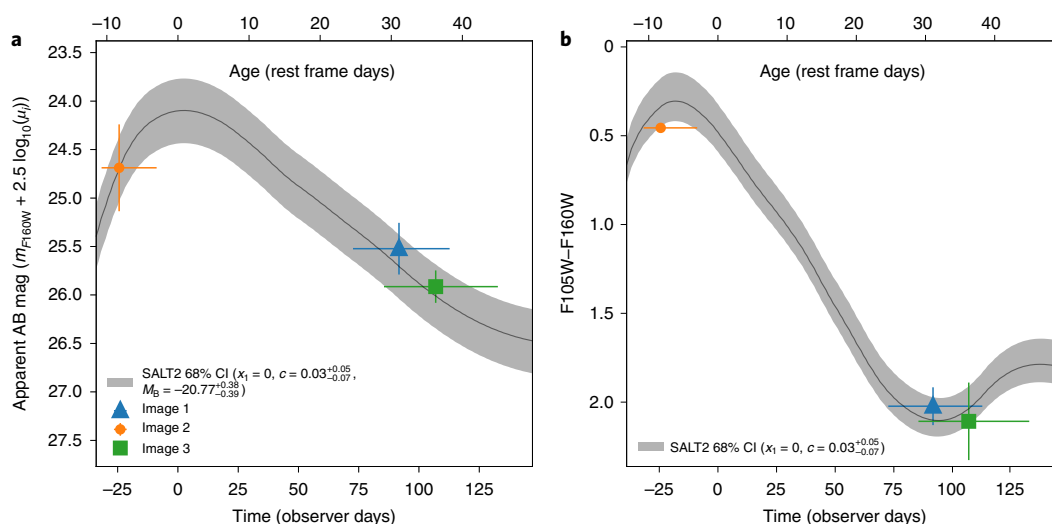 a
−10 0 10 20 30 40
Age (rest frame days)
23.5
24.0
24.5
25.0
25.5
26.0
26.5
27.0
27.5
Apparent AB mag (m_F160W + 2.5 log₁₀(μᵢ))
SALT2 68% CI (x₁ = 0, c = 0.03 +0.05 −0.07,
M_B = −20.77 +0.38 −0.39)
Image 1
Image 2
Image 3
−25 0 25 50 75 100 125
Time (observer days)
b
−10 0 10 20 30 40
Age (rest frame days)
0
0.5
1.0
1.5
2.0
F105W–F160W
SALT2 68% CI (x₁ = 0, c = 0.03 +0.05 −0.07)
−25 0 25 50 75 100 125
Time (observer days)